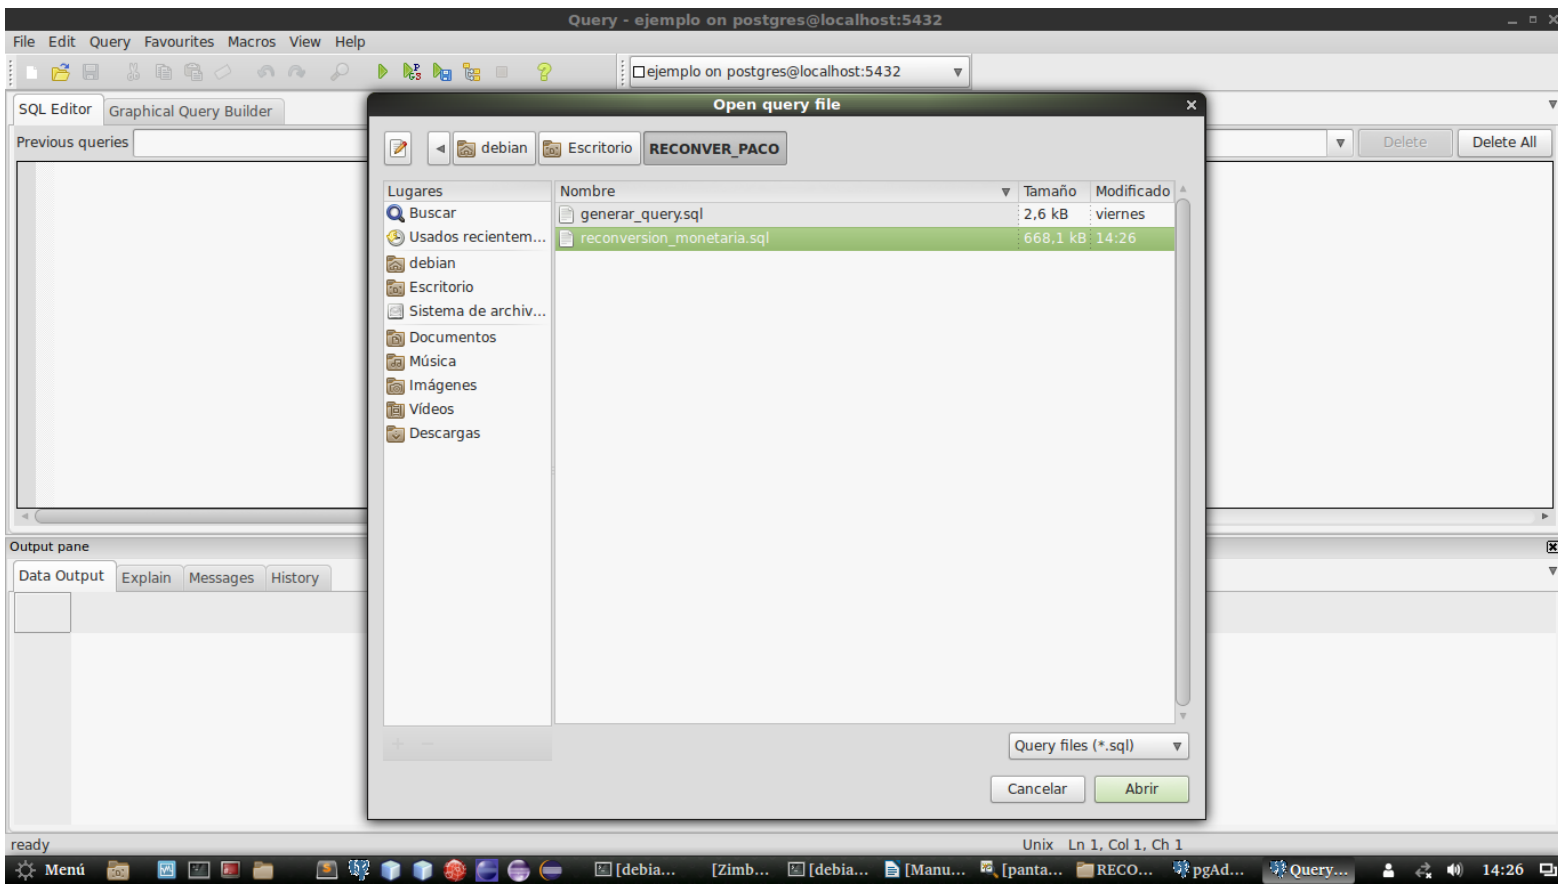 Query - ejemplo on postgres@localhost:5432
File Edit Query Favourites Macros View Help
ejemplo on postgres@localhost:5432
SQL Editor Graphical Query Builder
Open query file
Previous queries
Delete Delete All
debian Escritorio RECONVER_PACO
Lugares Nombre Tamaño Modificado
Buscar generar_query.sql 2,6 kB viernes
Usados recientem... reconversion_monetaria.sql 668,1 kB 14:26
debian
Escritorio
Sistema de archiv...
Documentos
Música
Imágenes
Vídeos
Descargas
Output pane
Data Output Explain Messages History
Query files (*.sql)
Cancelar Abrir
ready Unix Ln 1, Col 1, Ch 1
Menú [debia... [Zimb... [debia... [Manu... [panta... RECO... pgAd... Query... 14:26